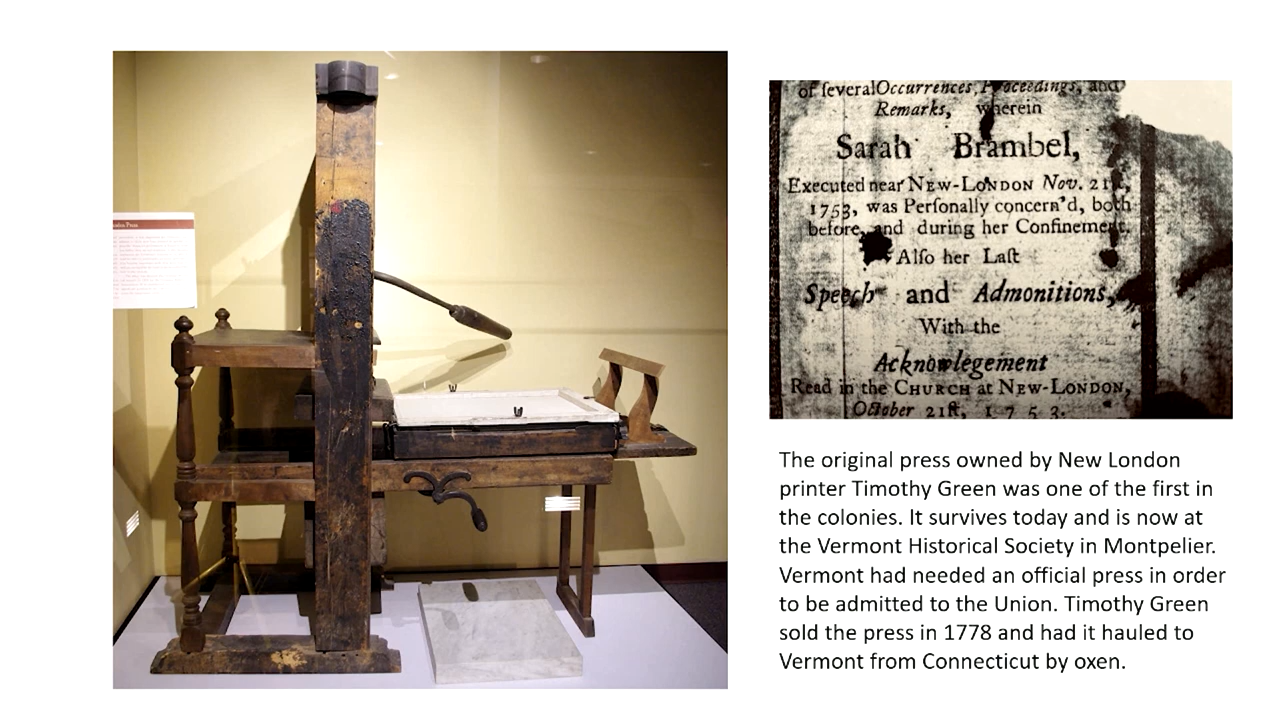 Press
of ſeveral Occurrences, Proceedings, and
Remarks, wherein
Sarah Brambel,
Executed near NEW-LONDON Nov. 21ſt,
1753, was Perſonally concern'd, both
before, and during her Confinement.
Alſo her Laſt
Speech and Admonitions,
With the
Acknowlegement
Read in the CHURCH at NEW-LONDON,
October 21ſt, 1753.
The original press owned by New London
printer Timothy Green was one of the first in
the colonies. It survives today and is now at
the Vermont Historical Society in Montpelier.
Vermont had needed an official press in order
to be admitted to the Union. Timothy Green
sold the press in 1778 and had it hauled to
Vermont from Connecticut by oxen.